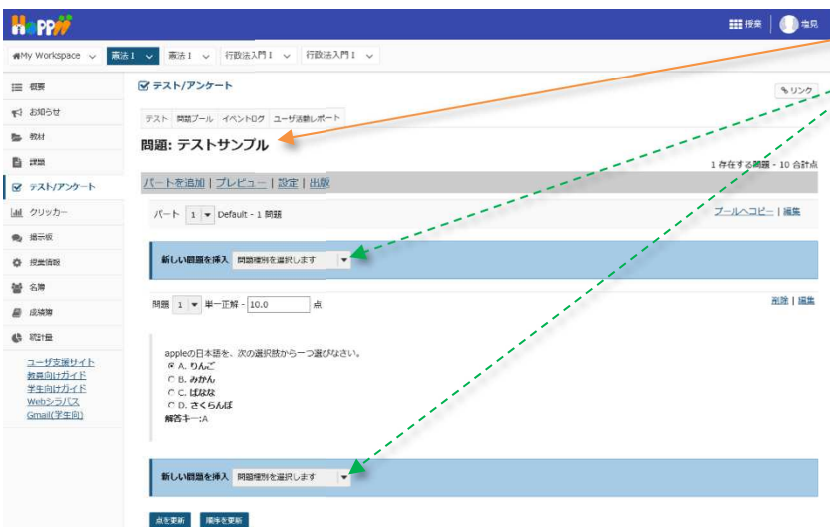 HoPPii
授業 塩見
My Workspace 憲法 I 憲法 I 行政法入門 I 行政法入門 I
概要
お知らせ
教材
課題
テスト/アンケート
クリッカー
掲示板
授業情報
名簿
成績簿
統計量
ユーザ支援サイト
教員向けガイド
学生向けガイド
Webシラバス
Gmail(学生向)
テスト/アンケート
リンク
テスト 問題プール イベントログ ユーザ活動レポート
問題: テストサンプル
1 存在する問題 - 10 合計点
パートを追加 | プレビュー | 設定 | 出版
パート 1 Default - 1 問題
プールへコピー | 編集
新しい問題を挿入 問題種別を選択します
問題 1 単一正解 - 10.0 点
削除 | 編集
appleの日本語を、次の選択肢から一つ選びなさい。
A. りんご
B. みかん
C. ばなな
D. さくらんぼ
解答キー:A
新しい問題を挿入 問題種別を選択します
点を更新 順序を更新